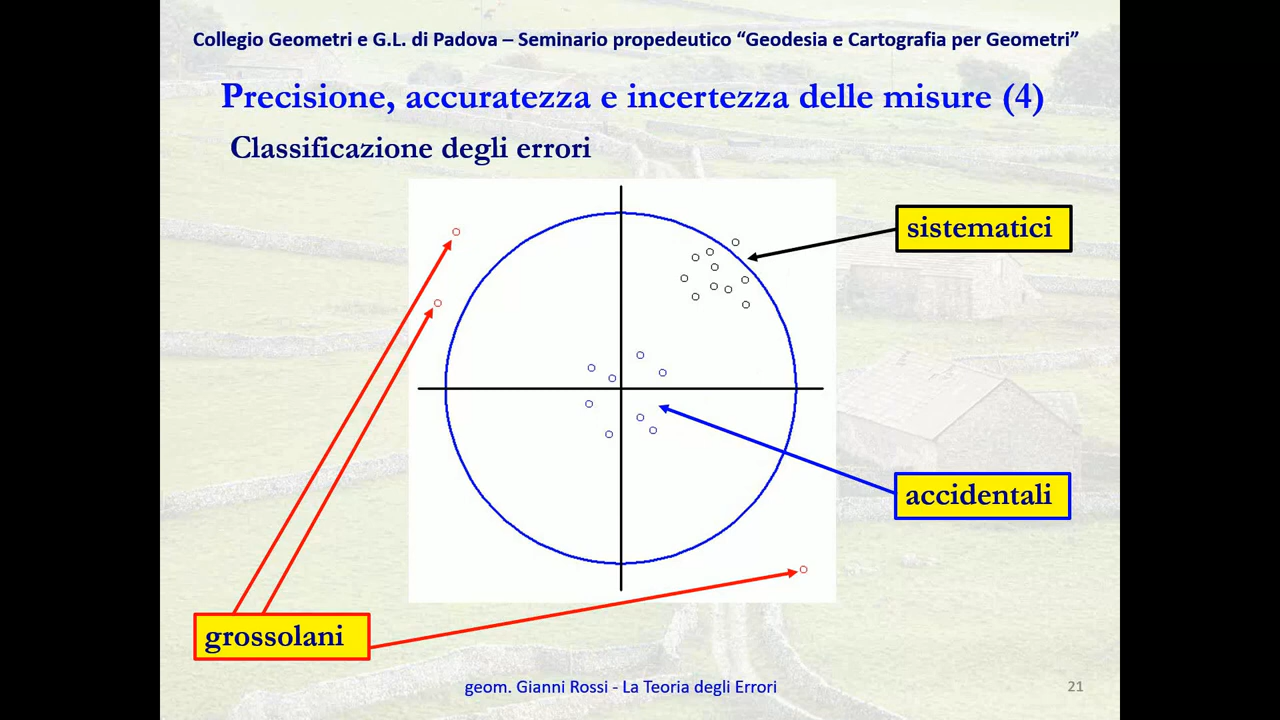 Collegio Geometri e G.L. di Padova – Seminario propedeutico “Geodesia e Cartografia per Geometri”
Precisione, accuratezza e incertezza delle misure (4)
Classificazione degli errori
sistematici
accidentali
grossolani
geom. Gianni Rossi - La Teoria degli Errori
21